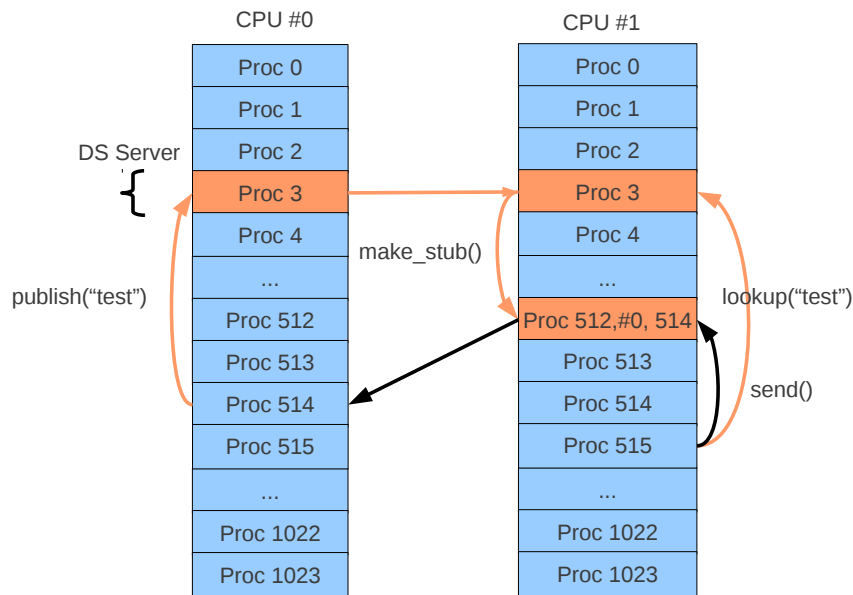 CPU #0
Proc 0
Proc 1
Proc 2
DS Server
Proc 3
Proc 4
...
publish(“test”)
Proc 512
Proc 513
Proc 514
Proc 515
...
Proc 1022
Proc 1023
make_stub()
CPU #1
Proc 0
Proc 1
Proc 2
Proc 3
Proc 4
...
lookup(“test”)
Proc 512,#0, 514
Proc 513
Proc 514
send()
Proc 515
...
Proc 1022
Proc 1023